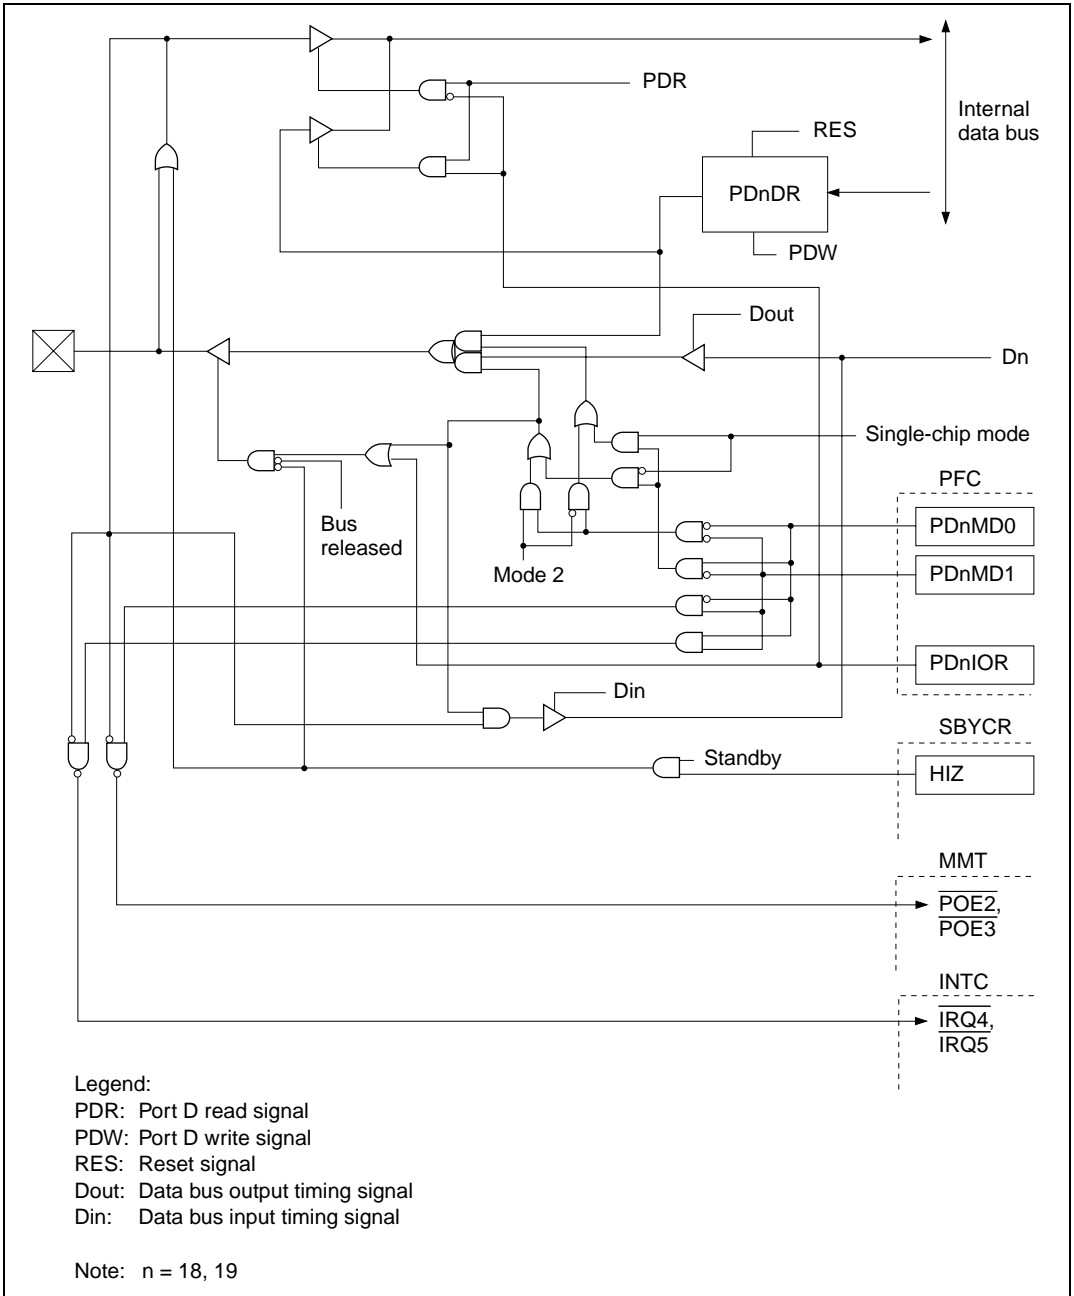 PDR
Internal
data bus
RES
PDnDR
PDW
Dout
Dn
Single-chip mode
PFC
Bus
released
Mode 2
PDnMD0
PDnMD1
PDnIOR
Din
SBYCR
Standby
HIZ
MMT
POE2,
POE3
INTC
IRQ4,
IRQ5
Legend:
PDR: Port D read signal
PDW: Port D write signal
RES: Reset signal
Dout: Data bus output timing signal
Din: Data bus input timing signal
Note: n = 18, 19